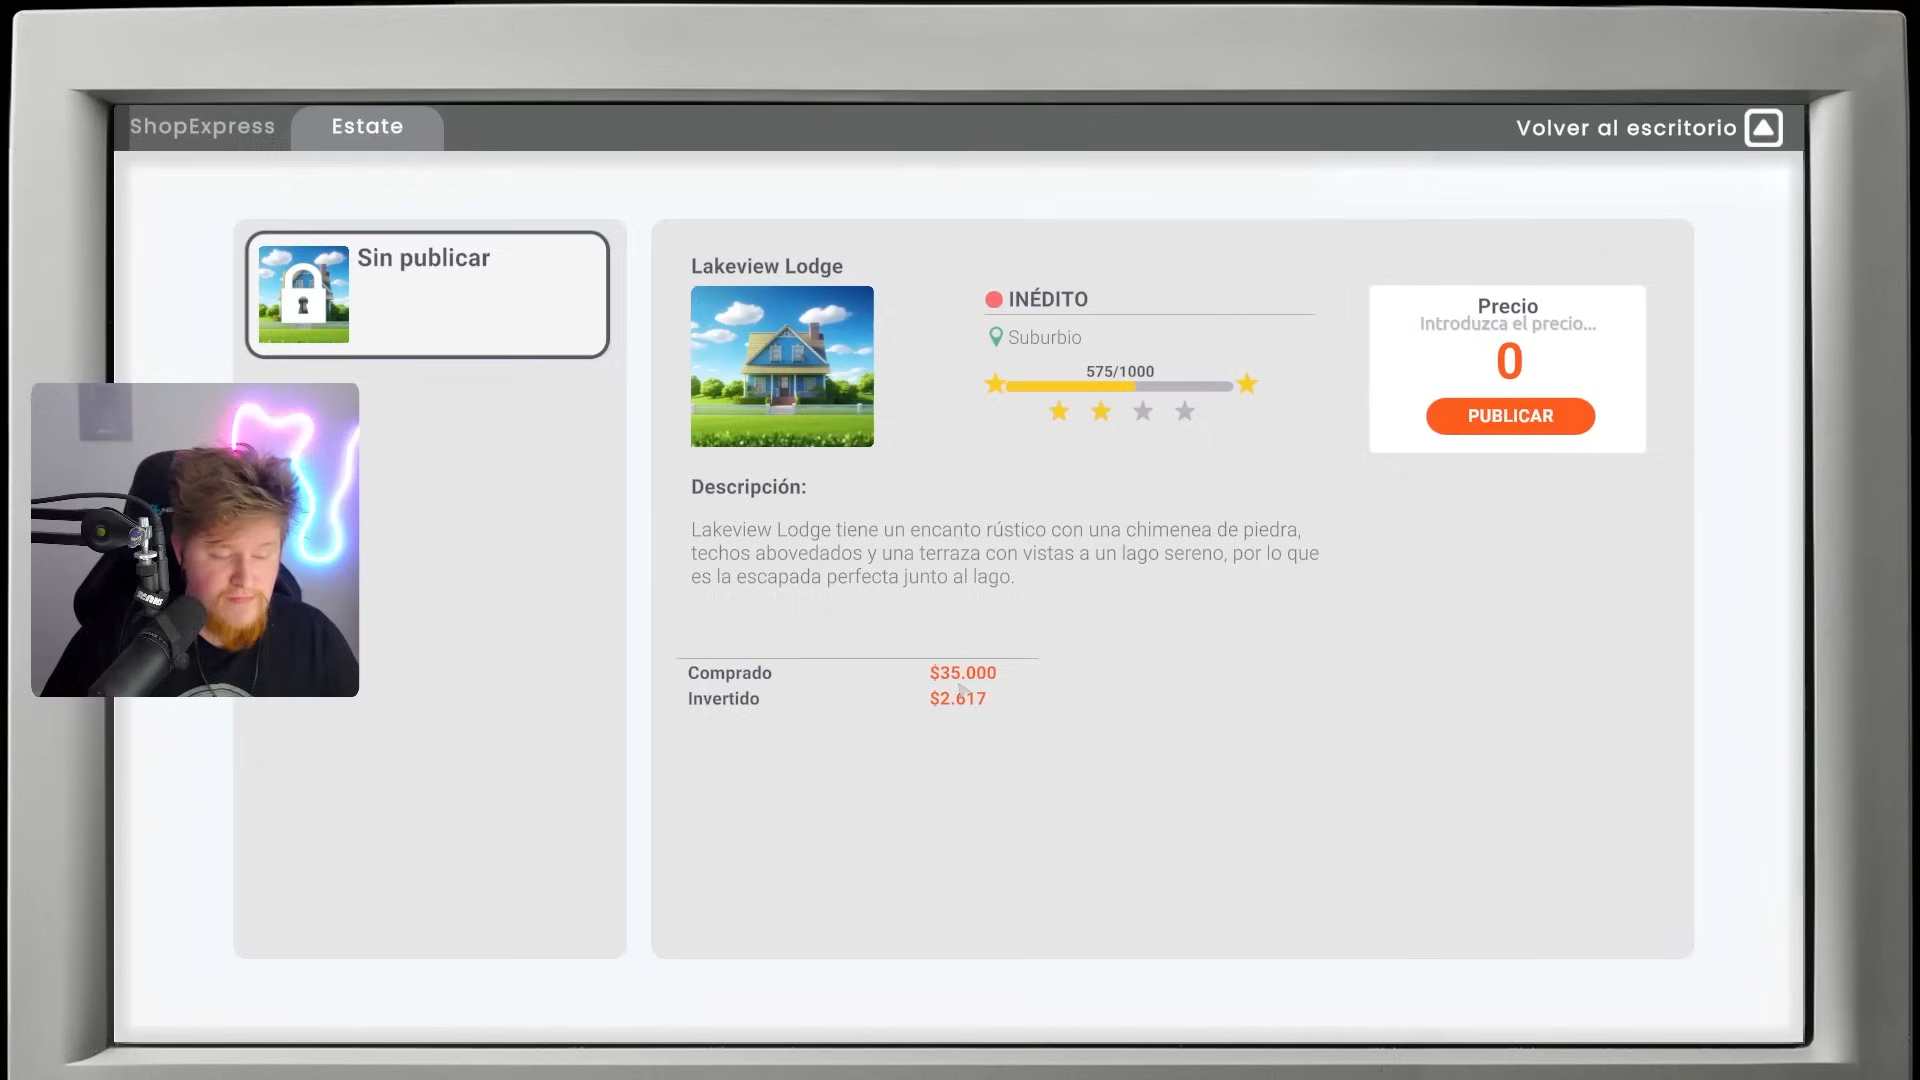 ShopExpress
Estate
Volver al escritorio
Sin publicar
Lakeview Lodge
INÉDITO
Suburbio
575/1000
Precio
Introduzca el precio...
0
PUBLICAR
Descripción:
Lakeview Lodge tiene un encanto rústico con una chimenea de piedra,
techos abovedados y una terraza con vistas a un lago sereno, por lo que
es la escapada perfecta junto al lago.
Comprado $35.000
Invertido $2.617